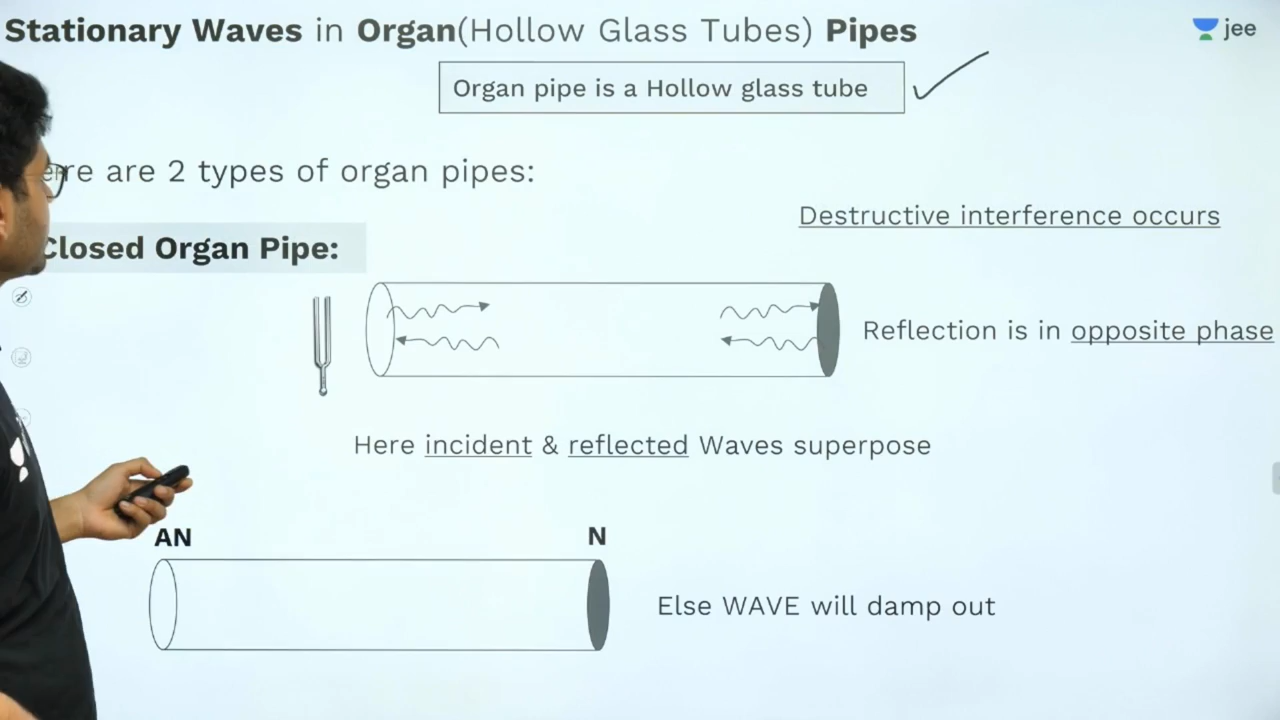 Stationary Waves in Organ(Hollow Glass Tubes) Pipes
jee
Organ pipe is a Hollow glass tube
are 2 types of organ pipes:
Destructive interference occurs
Closed Organ Pipe:
Reflection is in opposite phase
Here incident & reflected Waves superpose
AN
N
Else WAVE will damp out